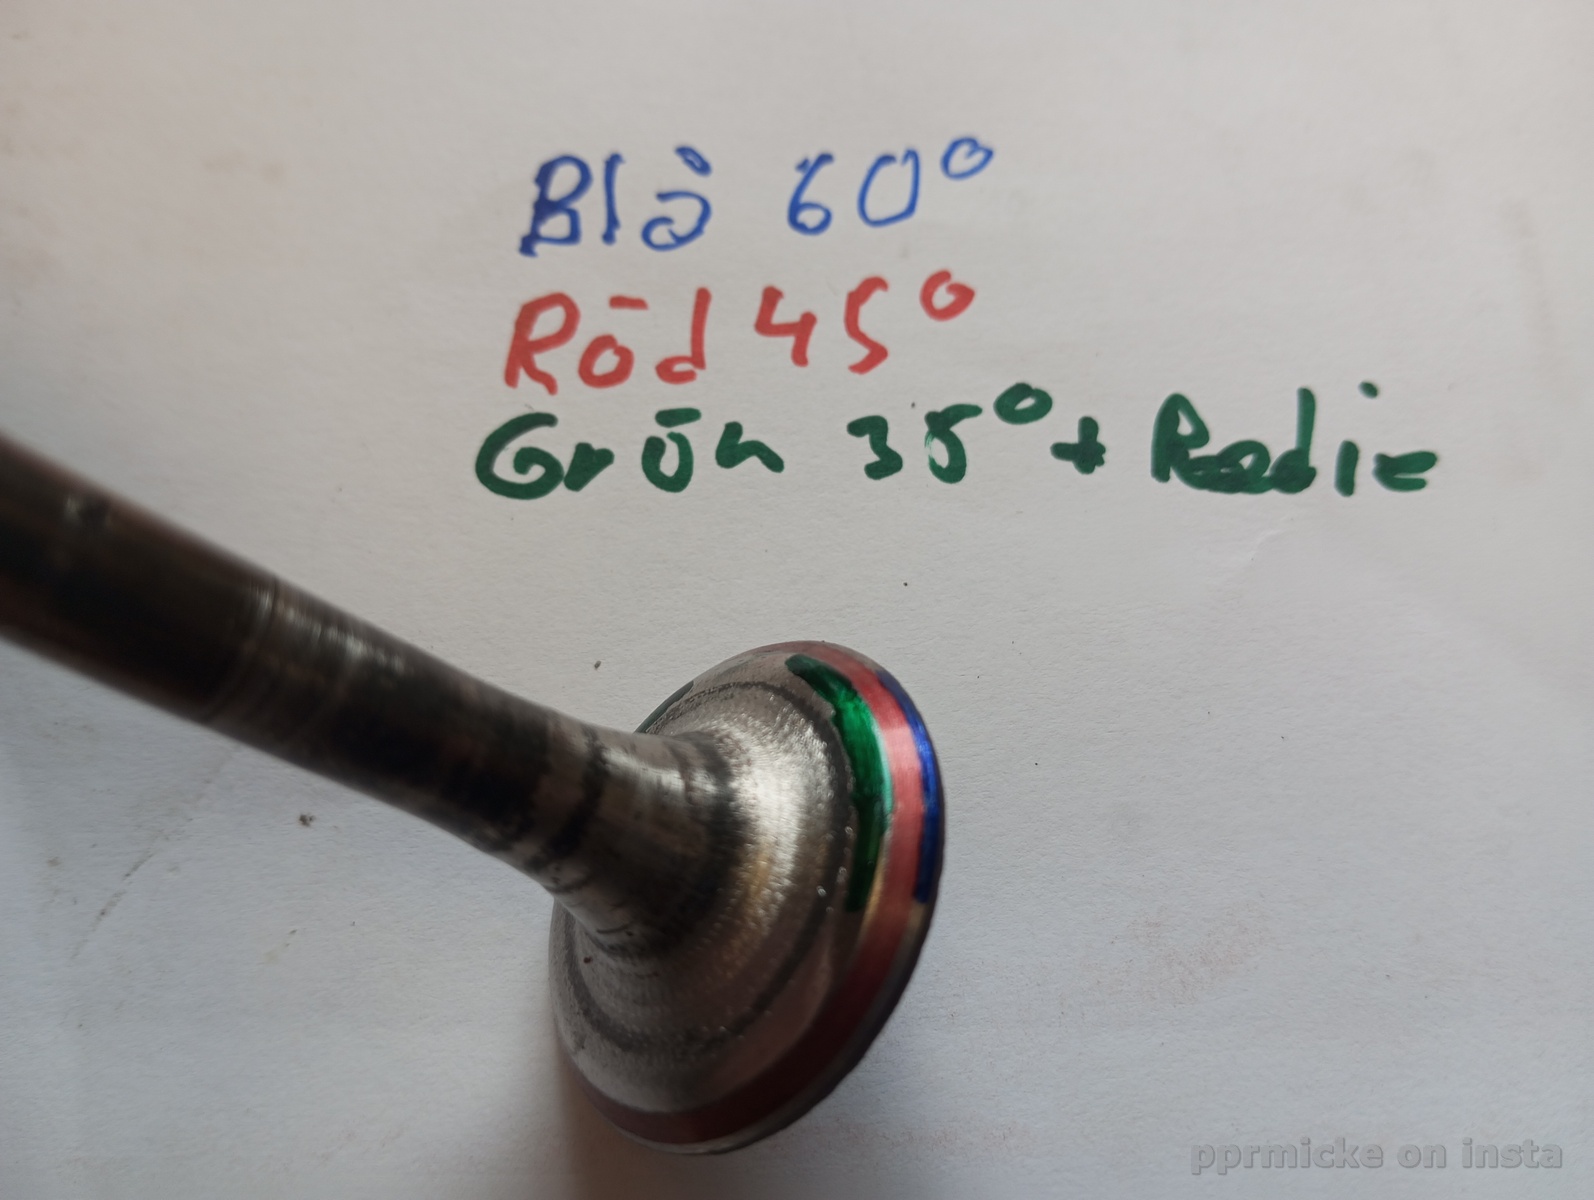 Blå 60°
Röd 45°
Grön 35° + Radie
pprmicke on insta